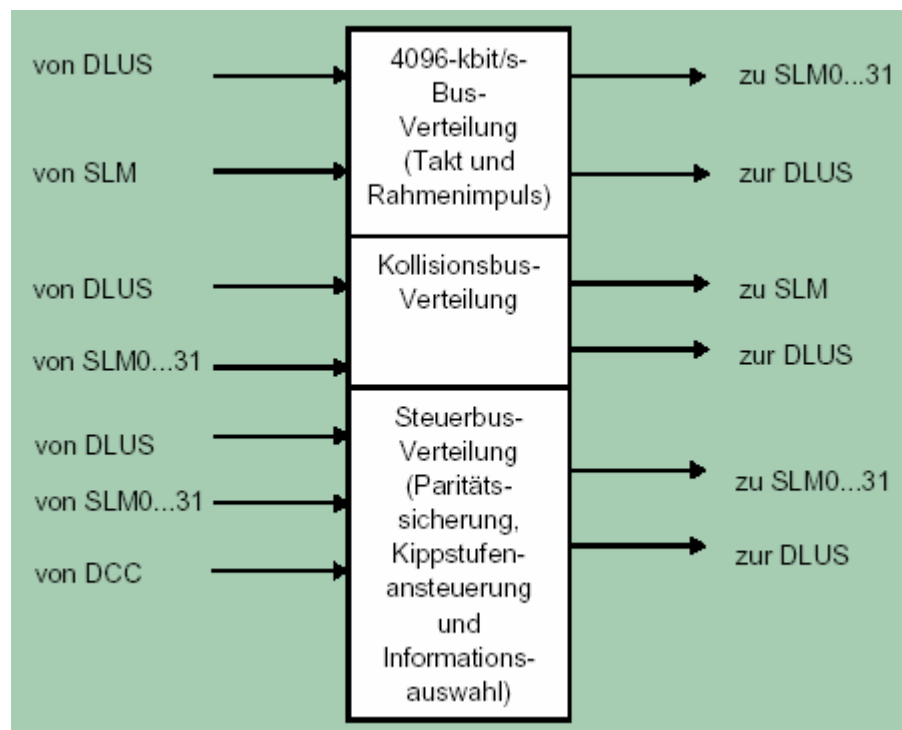 von DLUS
von SLM
4096-kbit/s-
Bus-
Verteilung
(Takt und
Rahmenimpuls)
zu SLM0...31
zur DLUS
von DLUS
von SLM0...31
Kollisionsbus-
Verteilung
zu SLM
zur DLUS
von DLUS
von SLM0...31
von DCC
Steuerbus-
Verteilung
(Paritäts-
sicherung,
Kippstufen-
ansteuerung
und
Informations-
auswahl)
zu SLM0...31
zur DLUS